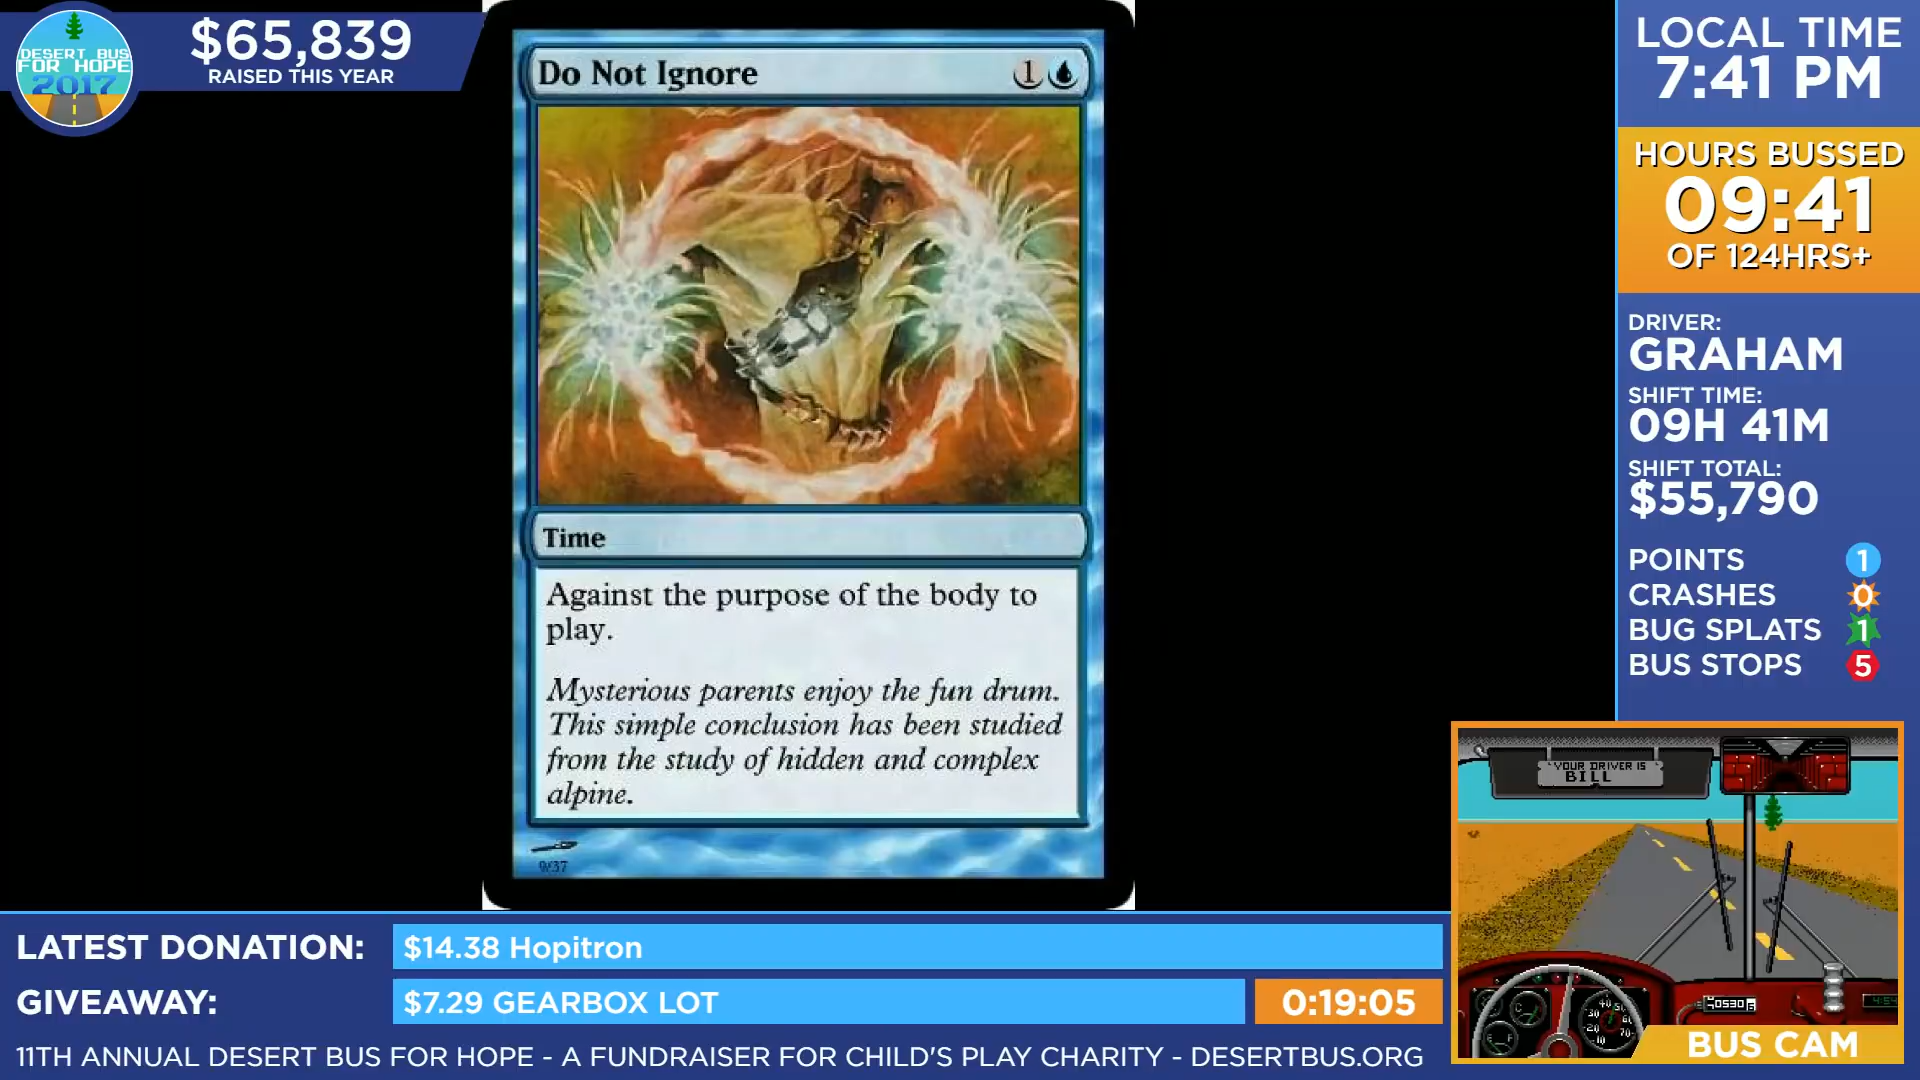 DESERT BUS
FOR HOPE
2017
$65,839
RAISED THIS YEAR
Do Not Ignore
1
Time
Against the purpose of the body to
play.
Mysterious parents enjoy the fun drum.
This simple conclusion has been studied
from the study of hidden and complex
alpine.
9/37
LOCAL TIME
7:41 PM
HOURS BUSSED
09:41
OF 124HRS+
DRIVER:
GRAHAM
SHIFT TIME:
09H 41M
SHIFT TOTAL:
$55,790
POINTS 1
CRASHES 0
BUG SPLATS 1
BUS STOPS 5
YOUR DRIVER IS
BILL
BUS CAM
LATEST DONATION: $14.38 Hopitron
GIVEAWAY: $7.29 GEARBOX LOT 0:19:05
11TH ANNUAL DESERT BUS FOR HOPE - A FUNDRAISER FOR CHILD'S PLAY CHARITY - DESERTBUS.ORG